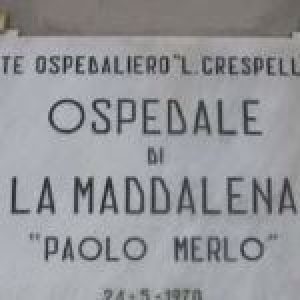 TE OSPEDALIERO "L. CRESPELL
OSPEDALE
DI
LA MADDALENA
"PAOLO MERLO"
24-5-1970